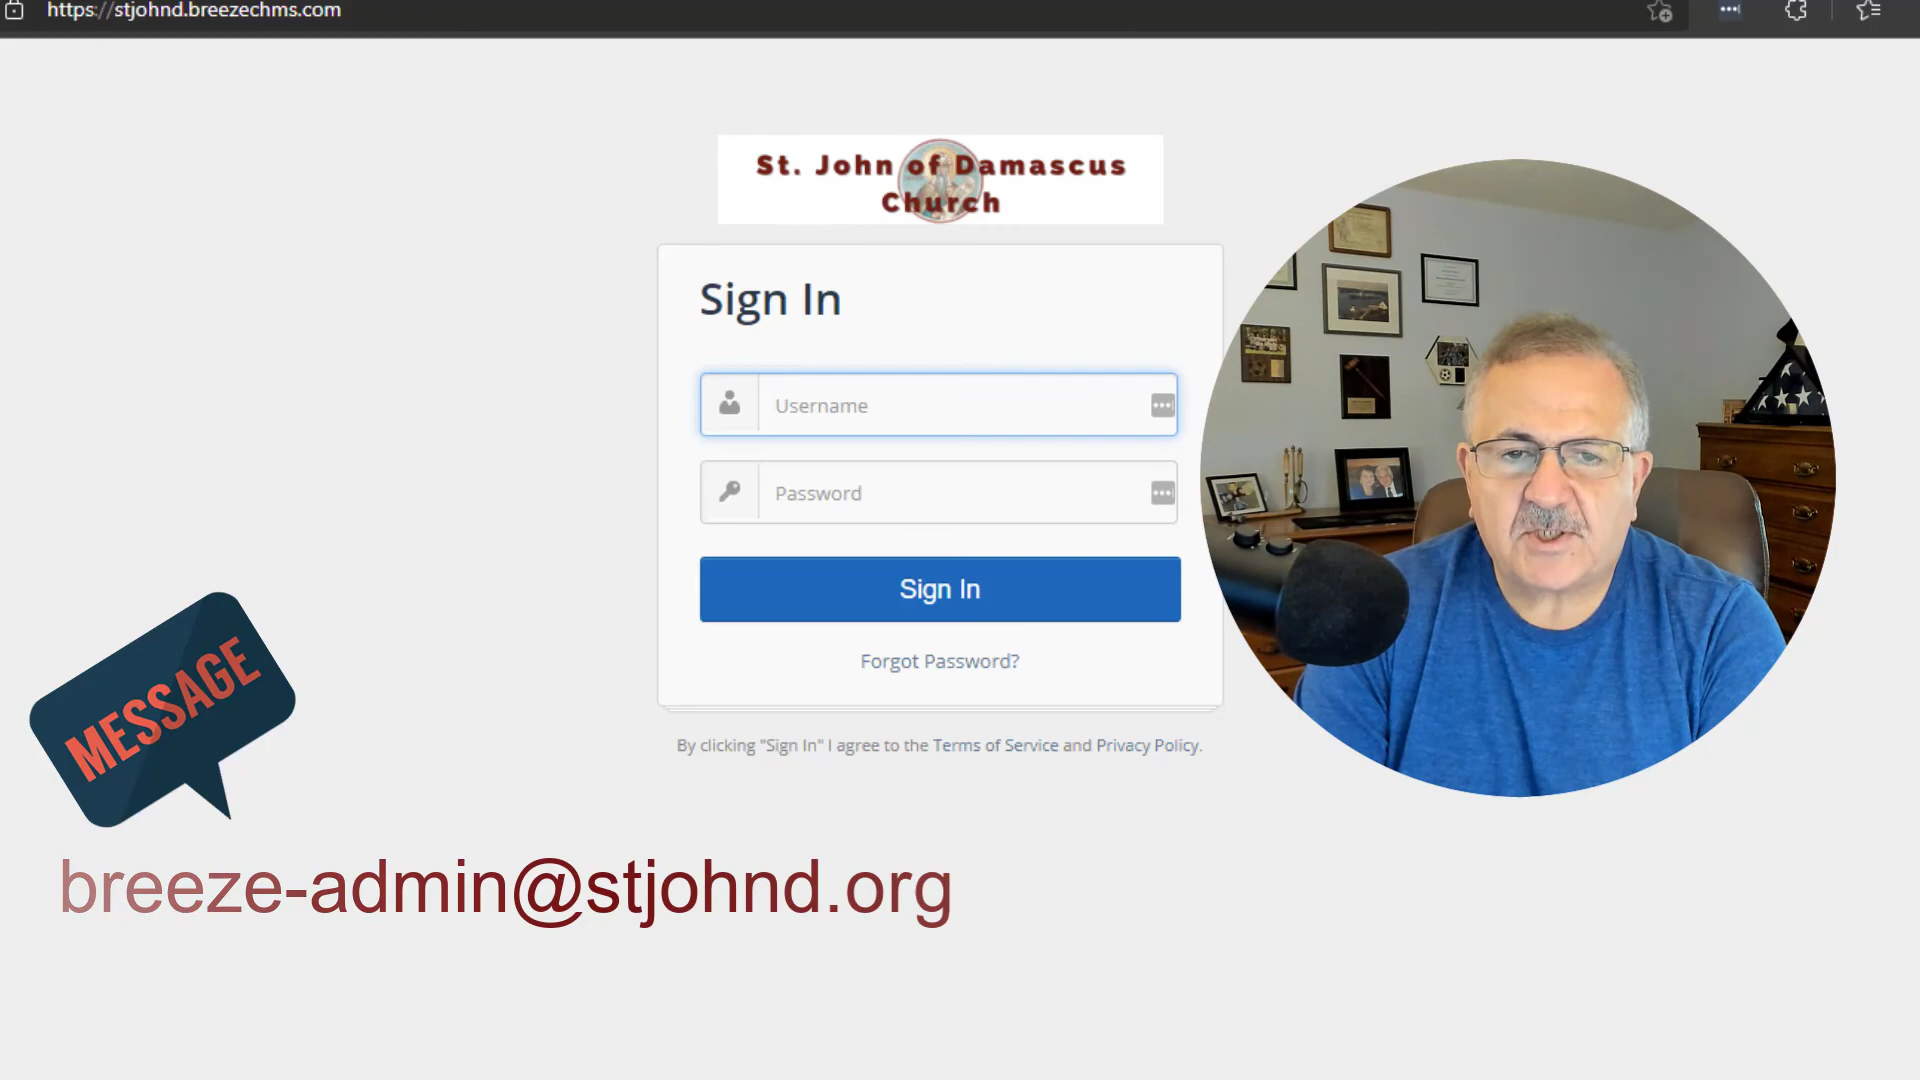 https://stjohnd.breezechms.com
St. John of Damascus
Church
Sign In
Username
Password
Sign In
Forgot Password?
By clicking "Sign In" I agree to the Terms of Service and Privacy Policy.
MESSAGE
breeze-admin@stjohnd.org